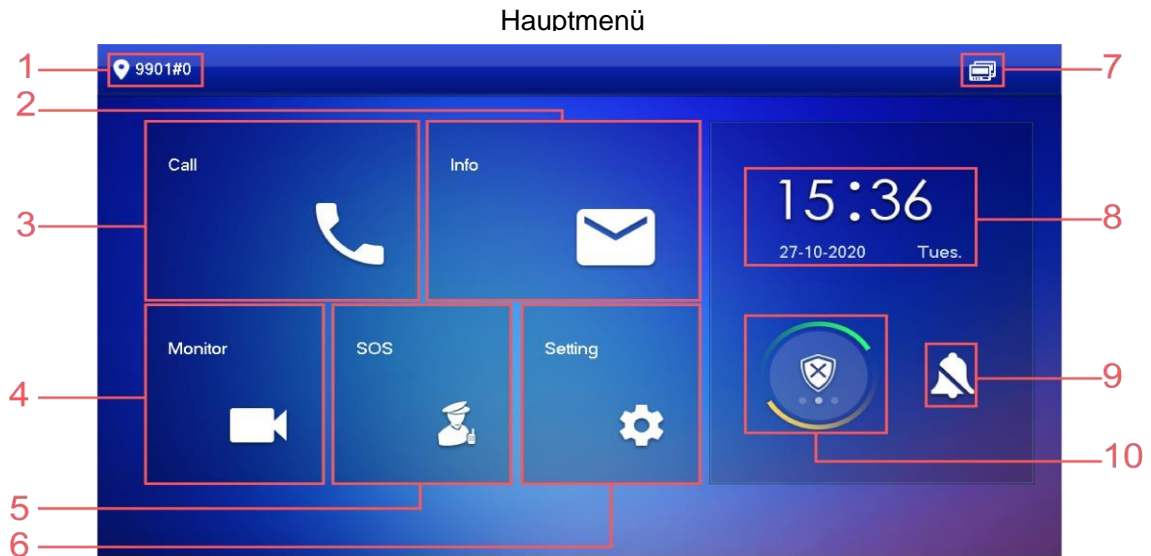 Hauptmenü
1
9901#0
7
2
Call
Info
3
15:36
27-10-2020 Tues.
8
Monitor
SOS
Setting
4
9
10
5
6